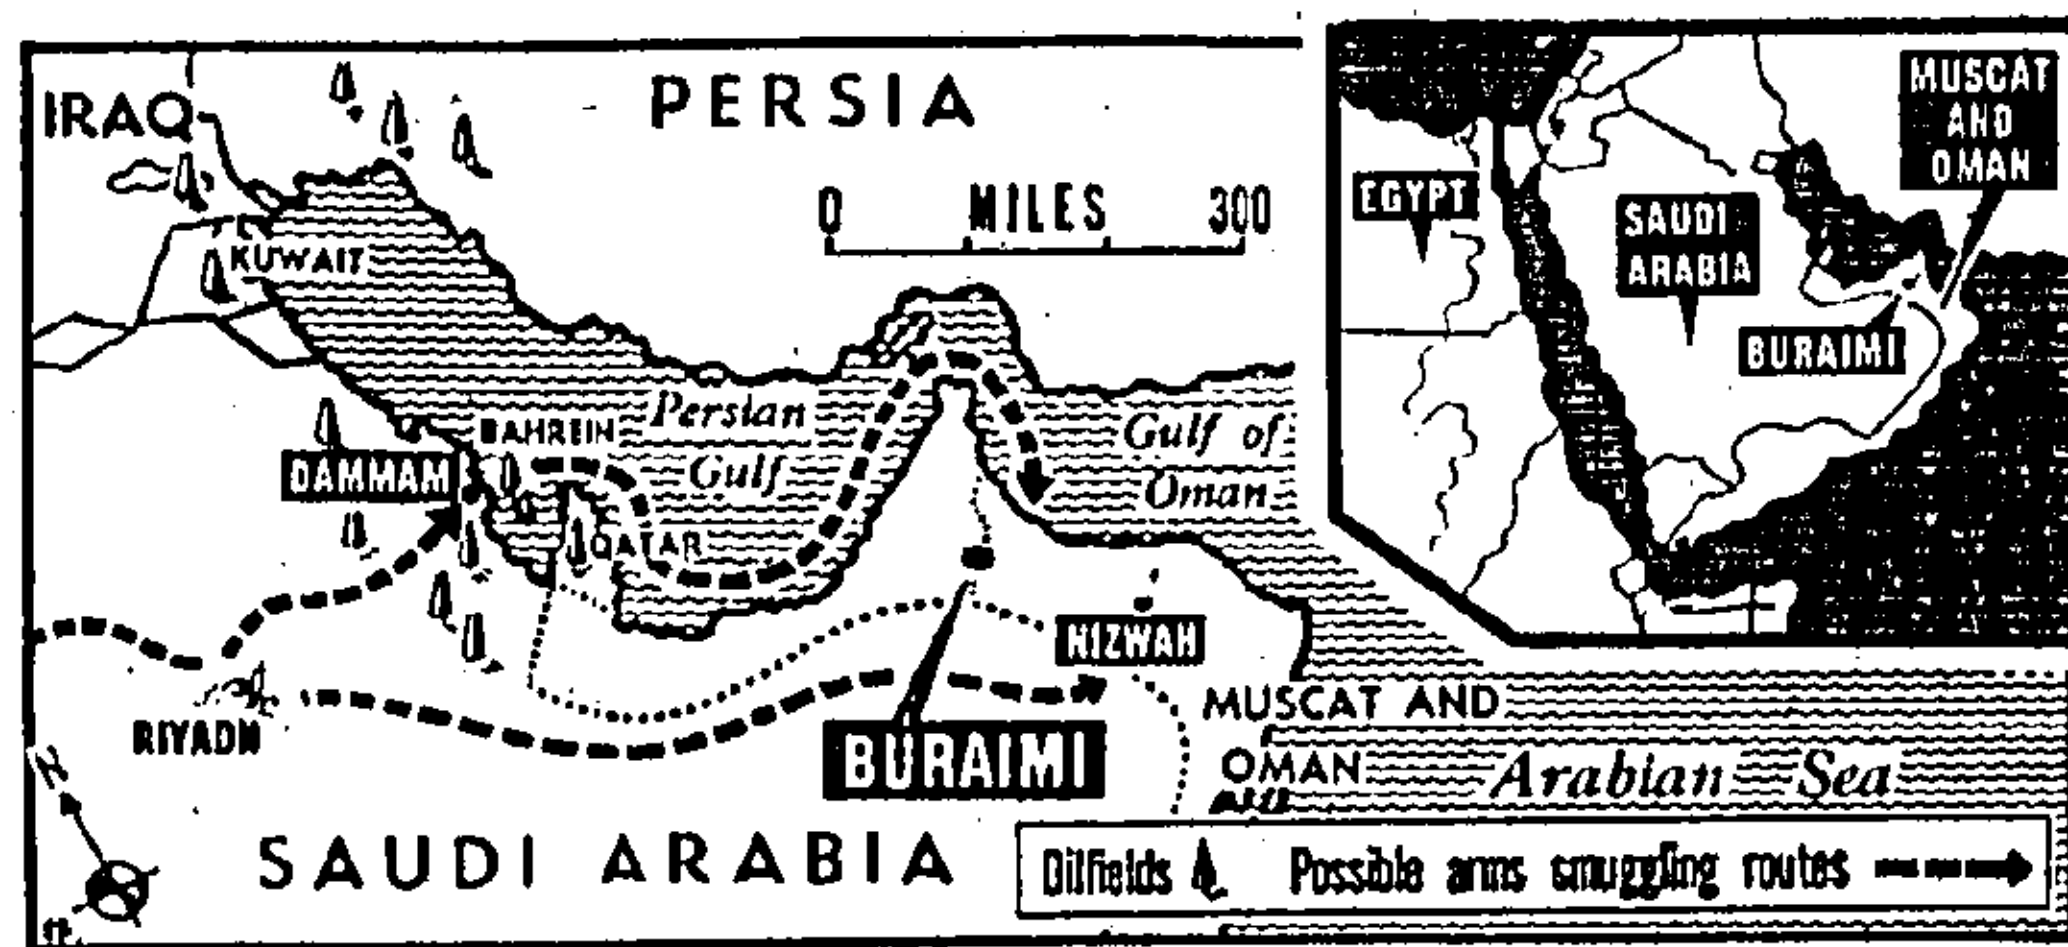 IRAQ
PERSIA
0 MILES 300
KUWAIT
BAHREIN
Persian
Gulf
Gulf of
Oman
DAMMAM
QATAR
NIZWAH
RIYADH
BURAIMI
MUSCAT AND
OMAN
Arabian Sea
SAUDI ARABIA
N
Oilfields
Possible arms smuggling routes
MUSCAT
AND
OMAN
EGYPT
SAUDI
ARABIA
BURAIMI